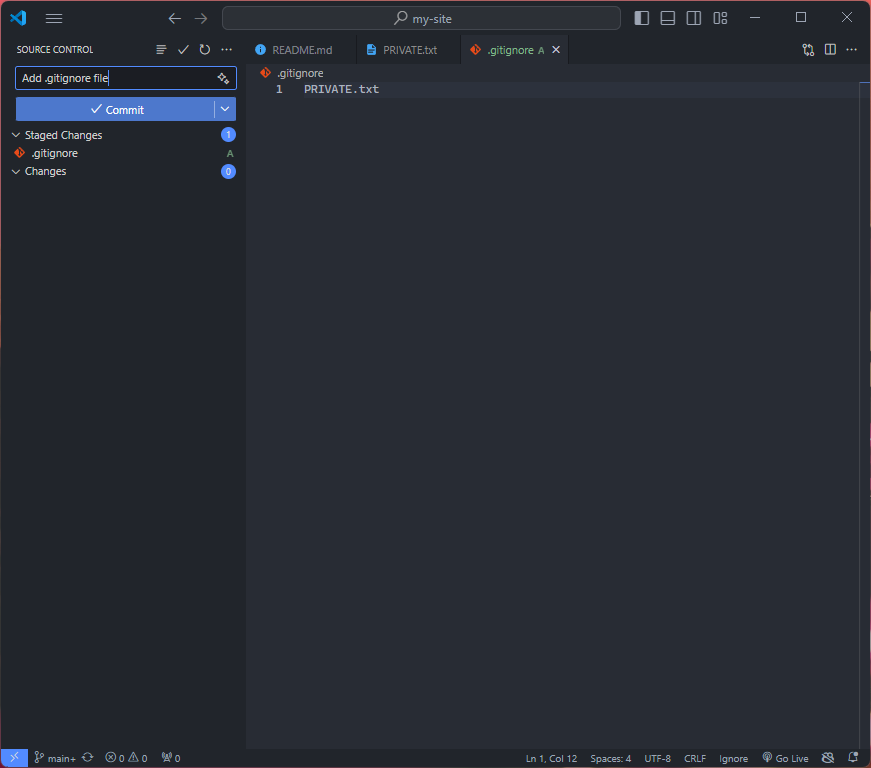 my-site
SOURCE CONTROL
README.md
PRIVATE.txt
.gitignore A
Add .gitignore file
.gitignore
1 PRIVATE.txt
Commit
Staged Changes 1
.gitignore A
Changes 0
main+ 0 0 0 Ln 1, Col 12 Spaces: 4 UTF-8 CRLF Ignore Go Live